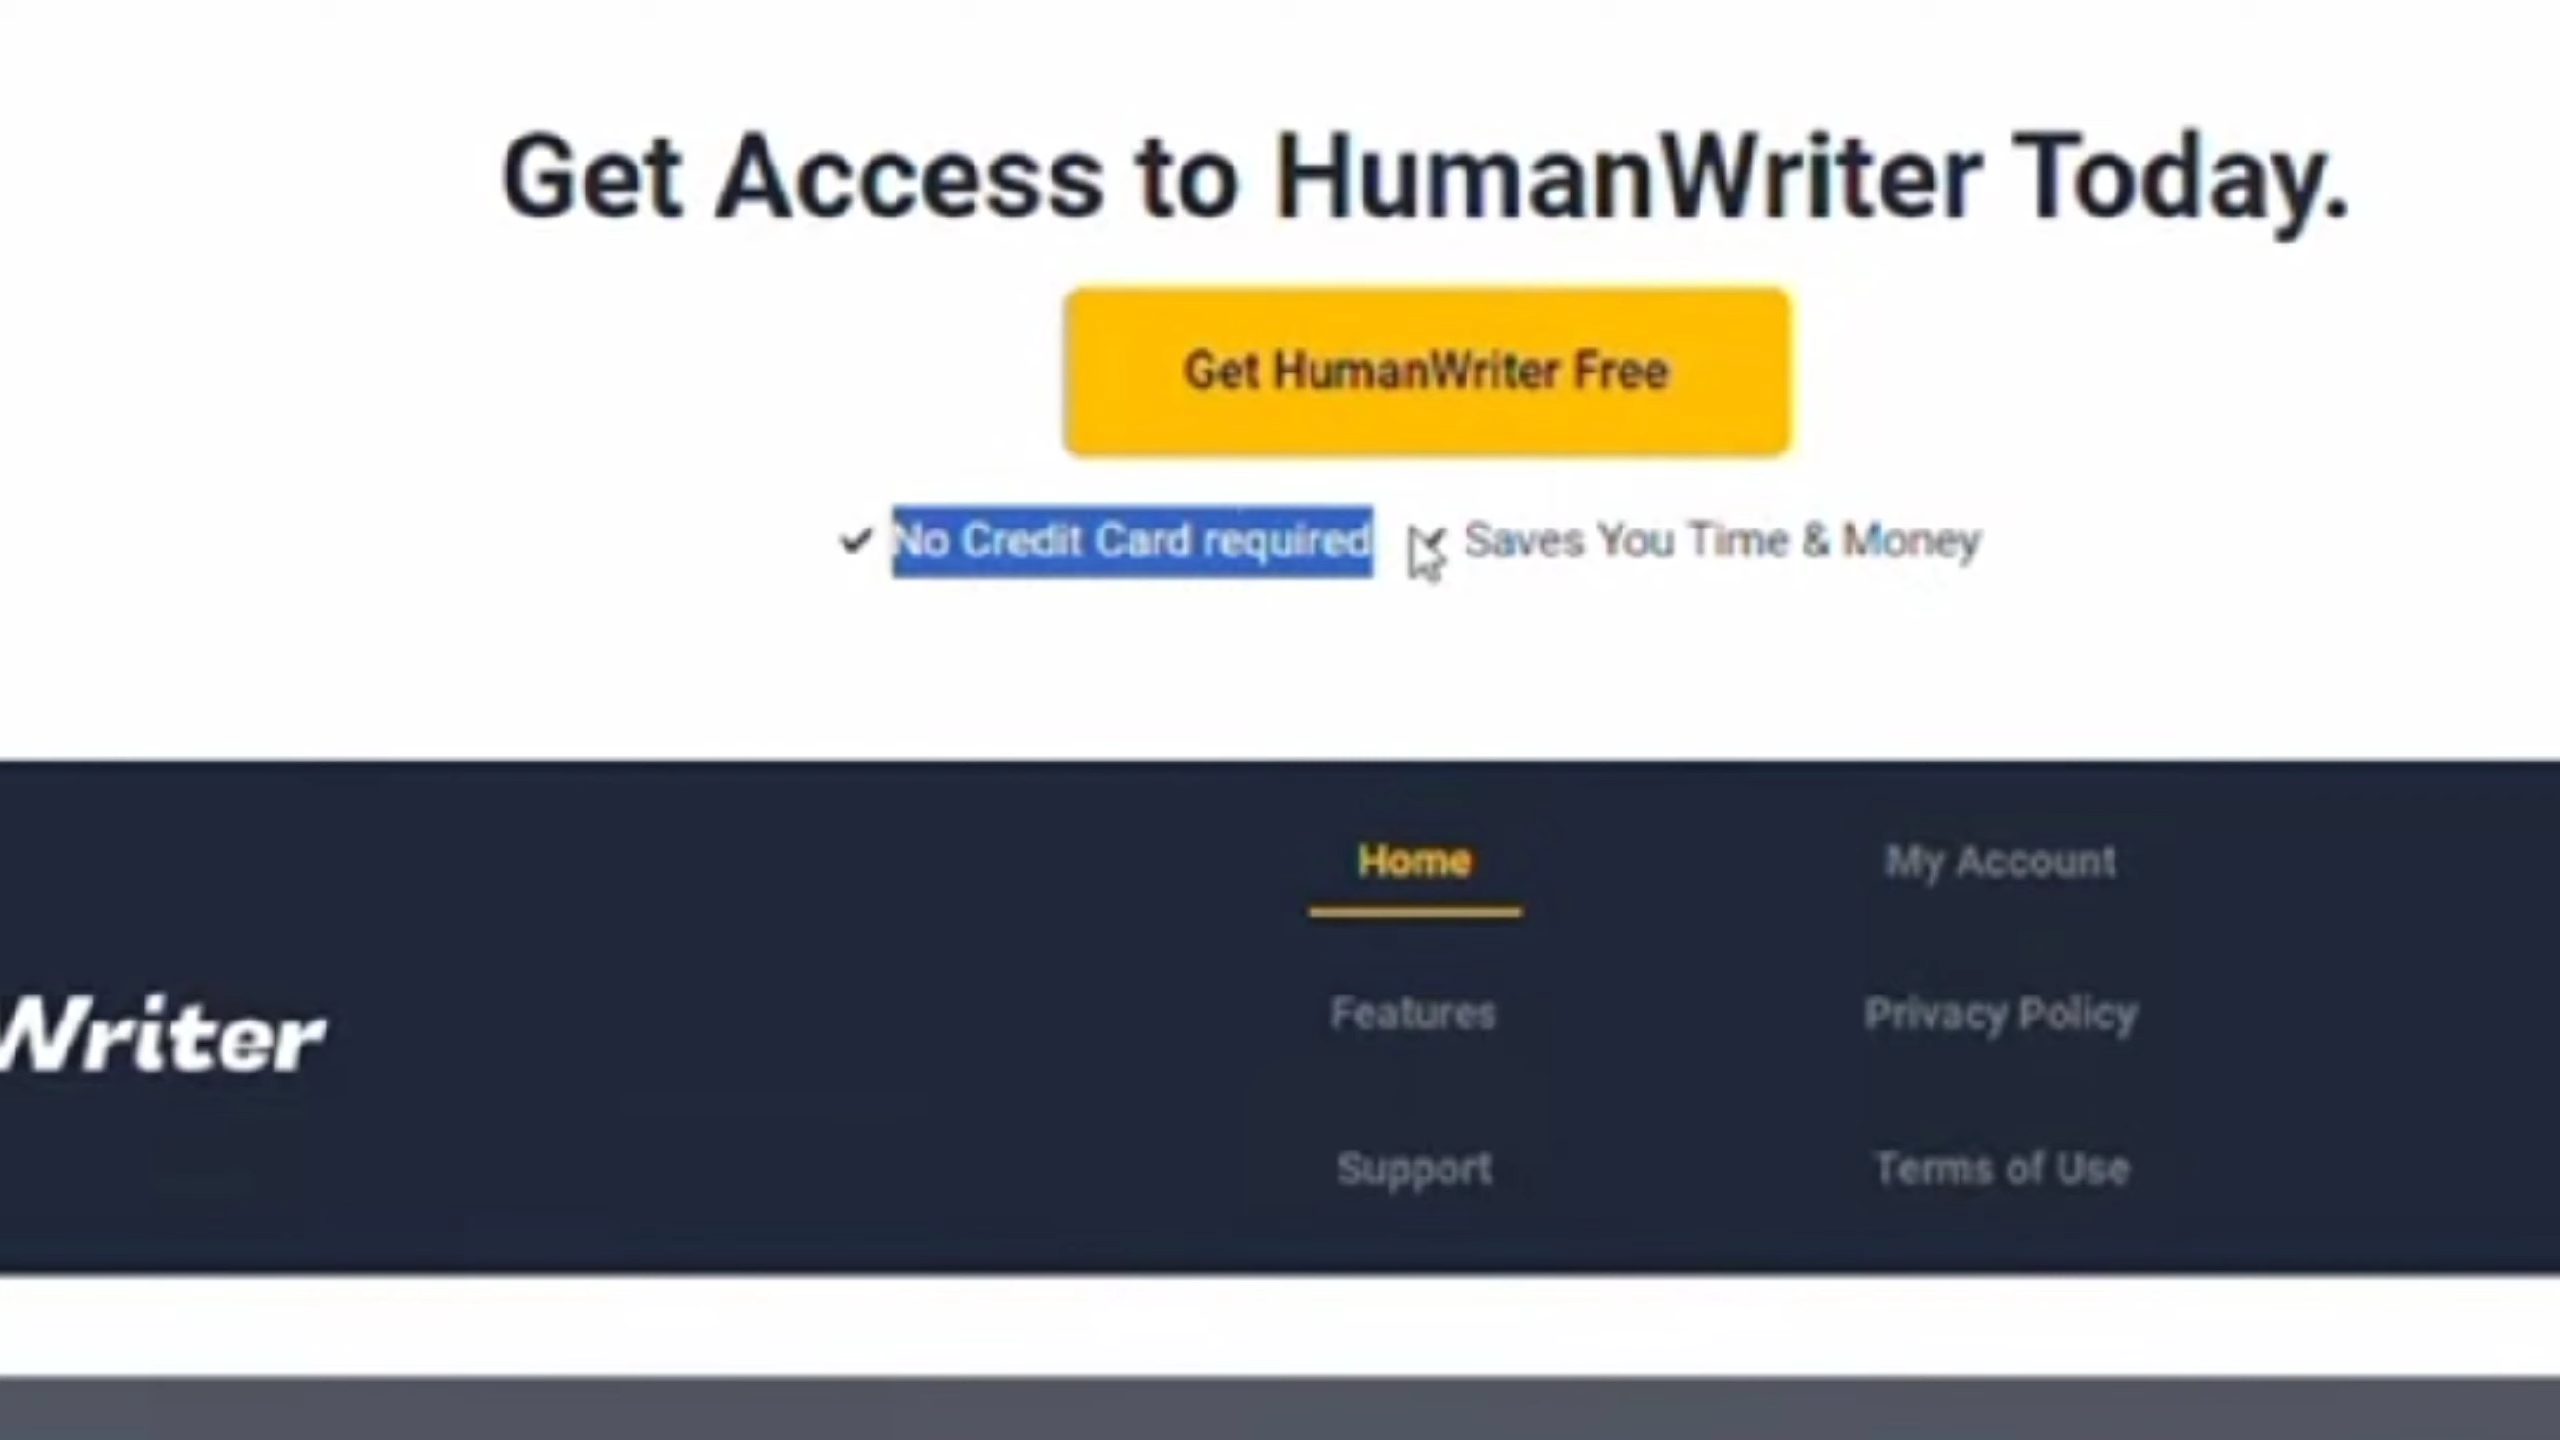 Get Access to HumanWriter Today.
Get HumanWriter Free
No Credit Card required Saves You Time & Money
Home My Account
Features Privacy Policy
Writer
Support Terms of Use